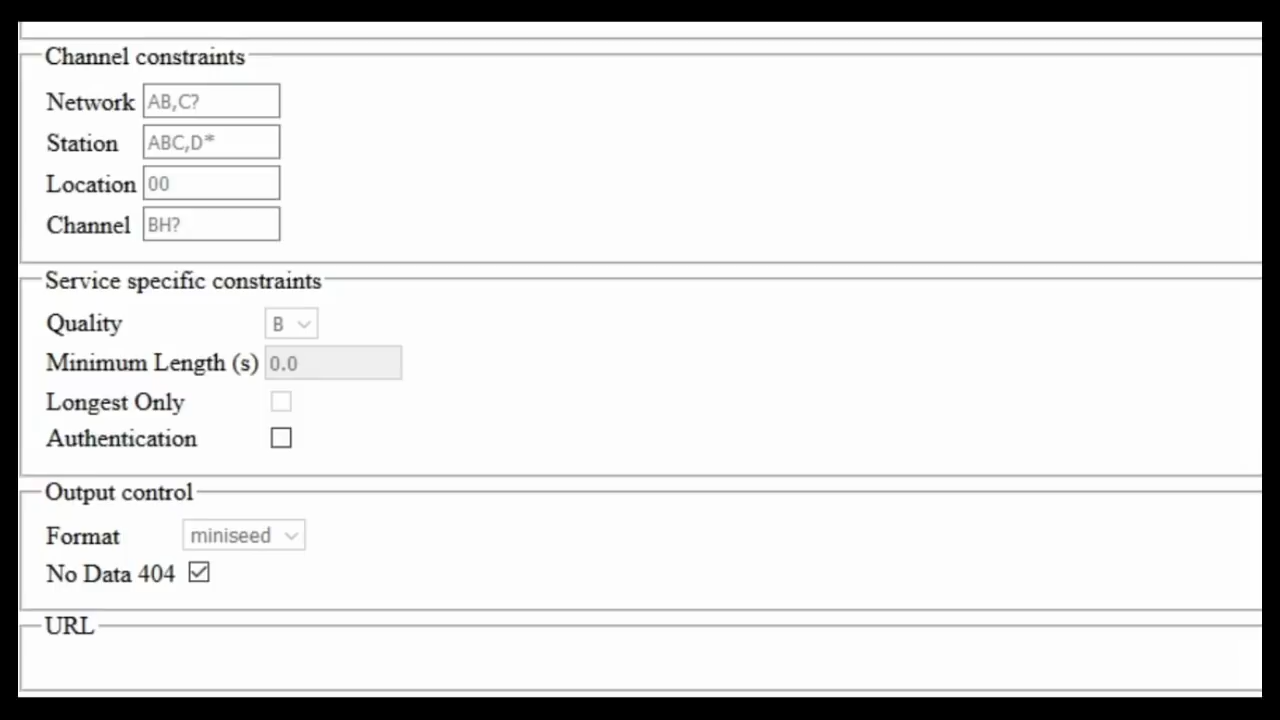 Channel constraints
Network AB,C?
Station ABC,D*
Location 00
Channel BH?
Service specific constraints
Quality B
Minimum Length (s) 0.0
Longest Only
Authentication
Output control
Format miniseed
No Data 404
URL